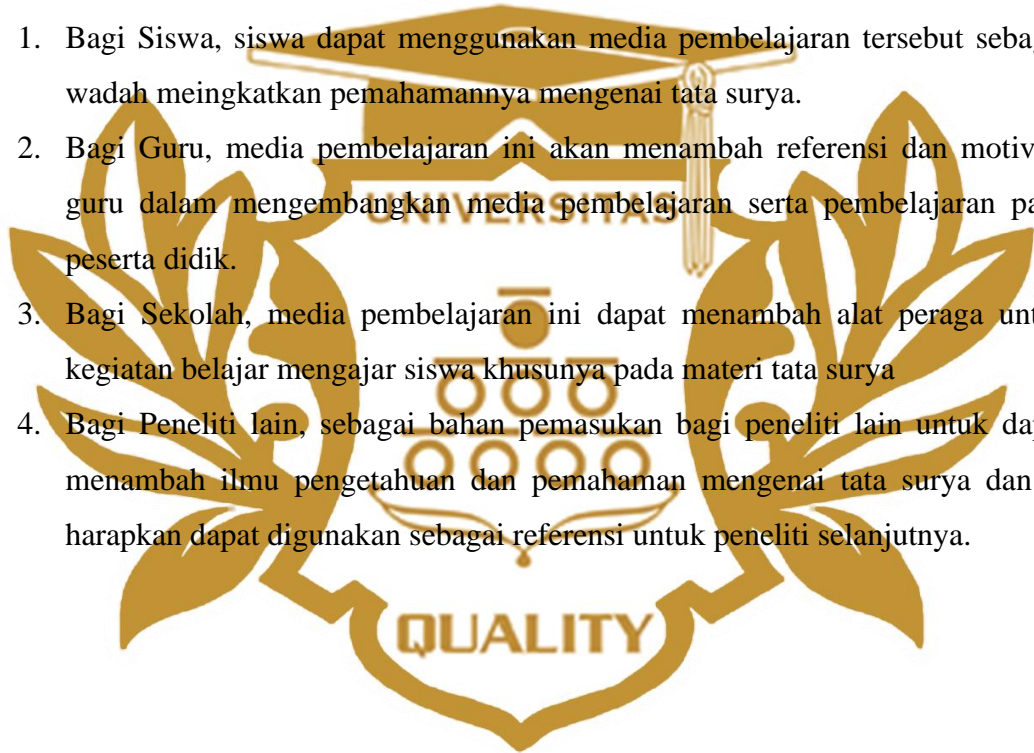 1. Bagi Siswa, siswa dapat menggunakan media pembelajaran tersebut sebag
wadah meingkatkan pemahamannya mengenai tata surya.
2. Bagi Guru, media pembelajaran ini akan menambah referensi dan motiv
guru dalam mengembangkan media pembelajaran serta pembelajaran pa
UNIVERSITAS
peserta didik.
3. Bagi Sekolah, media pembelajaran ini dapat menambah alat peraga unt
kegiatan belajar mengajar siswa khusunya pada materi tata surya
4. Bagi Peneliti lain, sebagai bahan pemasukan bagi peneliti lain untuk dap
menambah ilmu pengetahuan dan pemahaman mengenai tata surya dan
harapkan dapat digunakan sebagai referensi untuk peneliti selanjutnya.
QUALITY